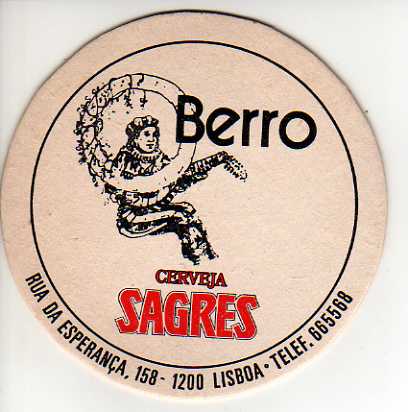 Berro
CERVEJA
SAGRES
RUA DA ESPERANÇA, 158 - 1200 LISBOA • TELEF. 665568